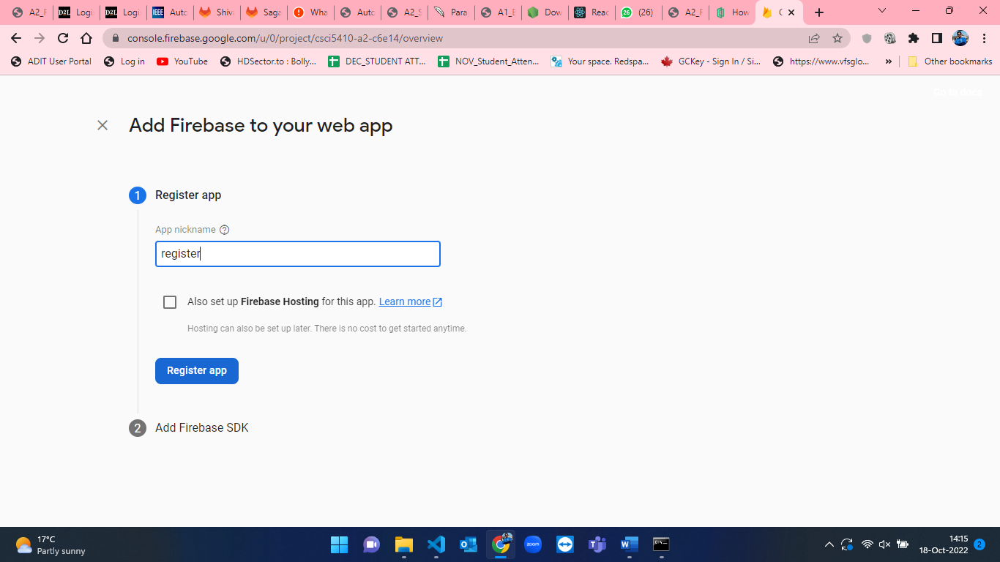 A2_F
Logi
Logi
Auto
Shiv
Saga
Wha
Auto
A2_S
Para
A1_E
Dow
Reac
(26)
A2_F
How
console.firebase.google.com/u/0/project/csci5410-a2-c6e14/overview
ADIT User Portal
Log in
YouTube
HDSector.to : Bolly...
DEC_STUDENT ATT...
NOV_Student_Atten...
Your space. Redspa...
GCKey - Sign In / Si...
https://www.vfsglo...
»
Other bookmarks
Go to docs
Add Firebase to your web app
1 Register app
App nickname
register
Also set up Firebase Hosting for this app. Learn more
Hosting can also be set up later. There is no cost to get started anytime.
Register app
2 Add Firebase SDK
17°C
Partly sunny
zoom
14:15
18-Oct-2022
2